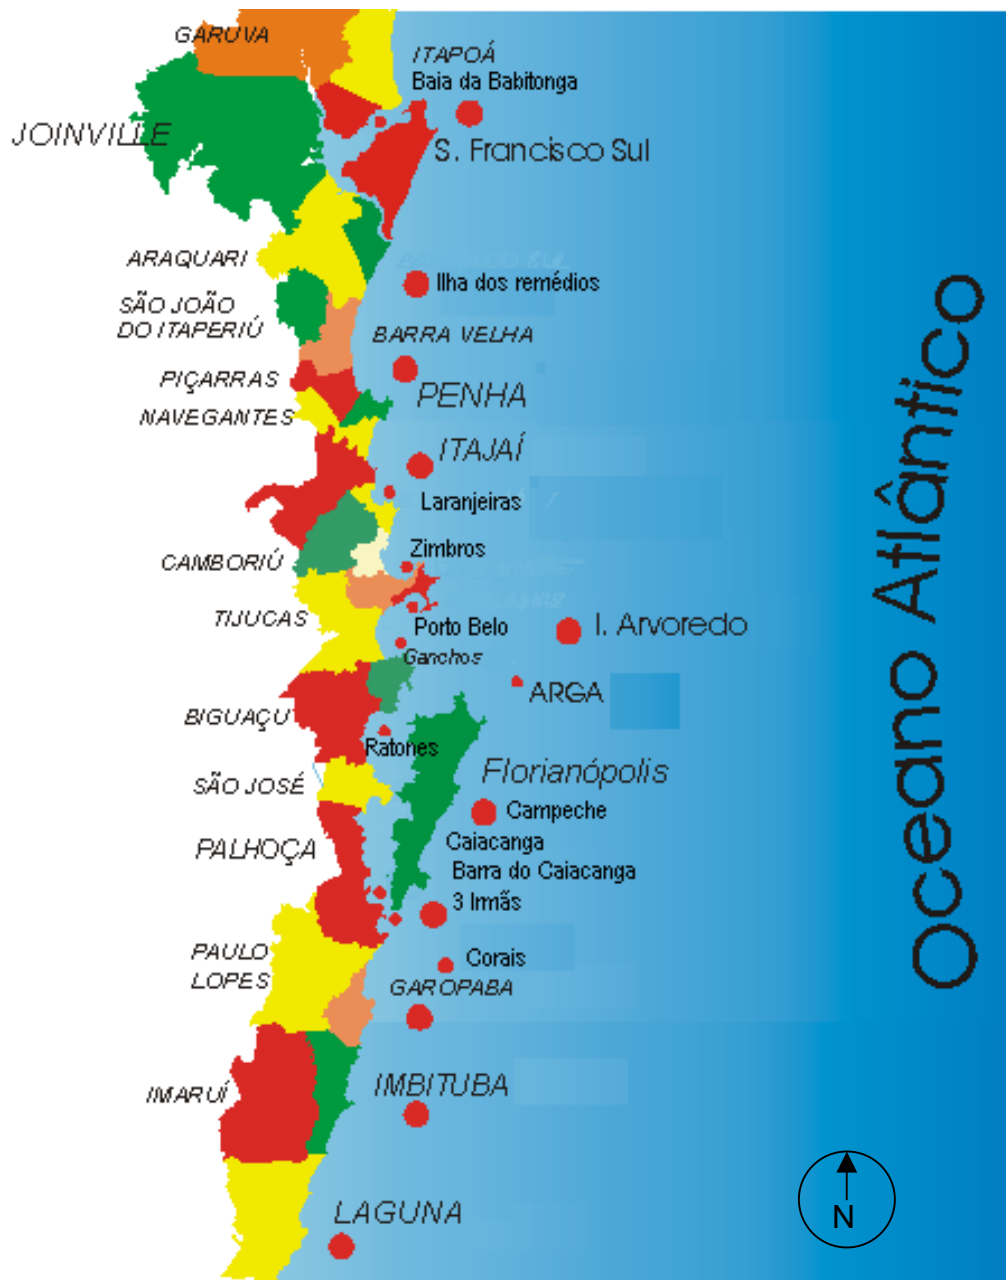 GARUVA
ITAPOÁ
Baia da Babitonga
JOINVILLE
S. Francisco Sul
ARAQUARI
Ilha dos remédios
SÃO JOÃO
DO ITAPERIÚ
BARRA VELHA
PIÇARRAS
PENHA
NAVEGANTES
ITAJAÍ
Laranjeiras
CAMBORIÚ
Zimbros
TIJUCAS
Porto Belo
I. Arvoredo
Ganchos
ARGA
BIGUAÇU
Ratones
SÃO JOSÉ
Florianópolis
Campeche
PALHOÇA
Caiacanga
Barra do Caiacanga
3 Irmãs
PAULO
LOPES
Corais
GAROPABA
IMARUÍ
IMBITUBA
LAGUNA
Oceano Atlântico
N